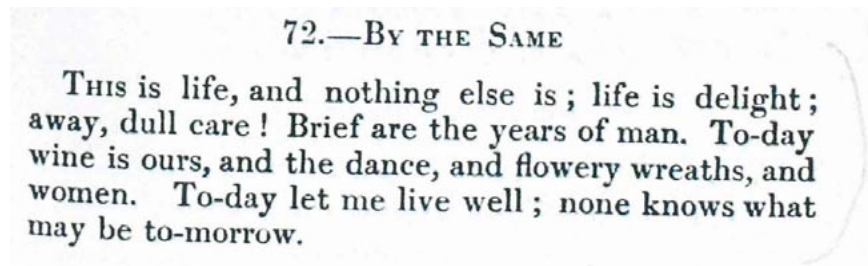 72.—By the Same
This is life, and nothing else is ; life is delight ;
away, dull care ! Brief are the years of man. To-day
wine is ours, and the dance, and flowery wreaths, and
women. To-day let me live well ; none knows what
may be to-morrow.